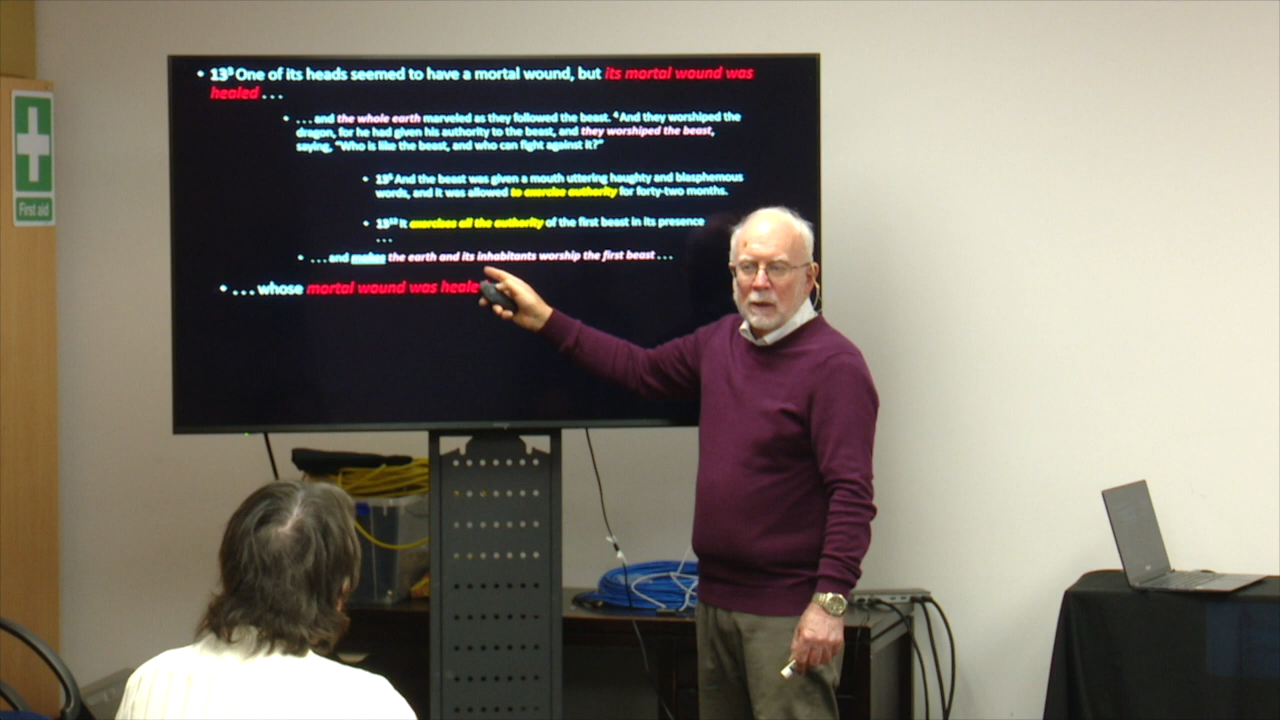 • 13³ One of its heads seemed to have a mortal wound, but its mortal wound was
healed . . .
• . . . and the whole earth marveled as they followed the beast. ⁴ And they worshiped the
dragon, for he had given his authority to the beast, and they worshiped the beast,
saying, "Who is like the beast, and who can fight against it?"
• 13⁵ And the beast was given a mouth uttering haughty and blasphemous
words, and it was allowed to exercise authority for forty-two months.
• 13¹² It exercises all the authority of the first beast in its presence
. . .
• . . . and makes the earth and its inhabitants worship the first beast . . .
• . . . whose mortal wound was heale
First aid